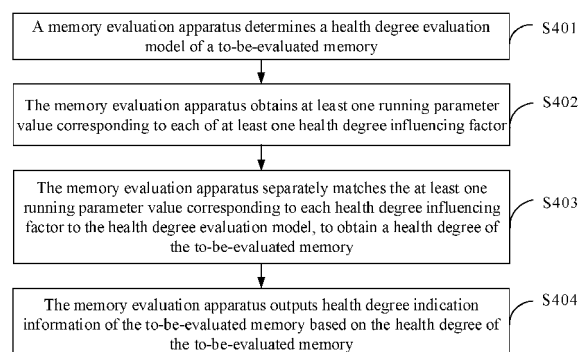 A memory evaluation apparatus determines a health degree evaluation
model of a to-be-evaluated memory
S401
The memory evaluation apparatus obtains at least one running parameter
value corresponding to each of at least one health degree influencing factor
S402
The memory evaluation apparatus separately matches the at least one
running parameter value corresponding to each health degree influencing
factor to the health degree evaluation model, to obtain a health degree of
the to-be-evaluated memory
S403
The memory evaluation apparatus outputs health degree indication
information of the to-be-evaluated memory based on the health degree of
the to-be-evaluated memory
S404